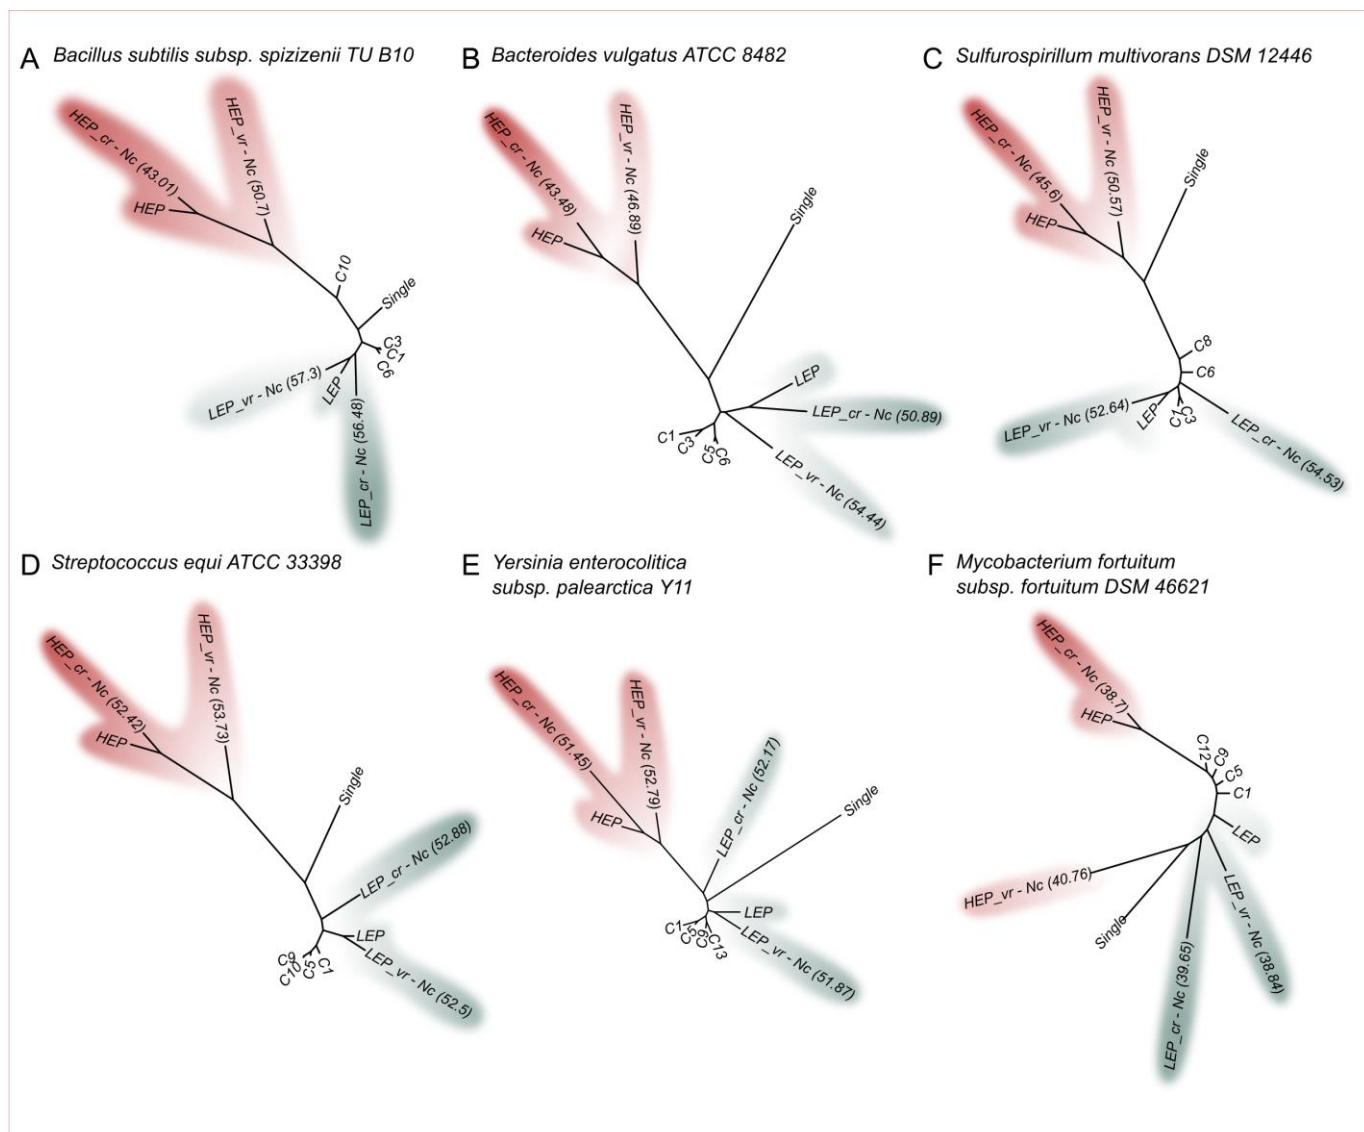 A Bacillus subtilis subsp. spizizenii TU B10
HEP_cr - Nc (43.01)
HEP_vr - Nc (50.7)
HEP
C10
Single
C3
C1
C6
LEP_vr - Nc (57.3)
LEP
LEP_cr - Nc (56.48)
B Bacteroides vulgatus ATCC 8482
HEP_cr - Nc (43.48)
HEP_vr - Nc (46.89)
HEP
Single
LEP
LEP_cr - Nc (50.89)
C1
C3
C5
C6
LEP_vr - Nc (54.44)
C Sulfurospirillum multivorans DSM 12446
HEP_cr - Nc (45.6)
HEP_vr - Nc (50.57)
HEP
Single
C8
C6
LEP_vr - Nc (52.64)
LEP
C1
C3
LEP_cr - Nc (54.53)
D Streptococcus equi ATCC 33398
HEP_cr - Nc (52.42)
HEP_vr - Nc (53.73)
HEP
Single
LEP_cr - Nc (52.88)
LEP
LEP_vr - Nc (52.5)
C9
C10
C5
C1
E Yersinia enterocolitica
subsp. palearctica Y11
HEP_cr - Nc (51.45)
HEP_vr - Nc (52.79)
HEP
LEP_cr - Nc (52.17)
Single
LEP
LEP_vr - Nc (51.87)
C1
C5
C9
C13
F Mycobacterium fortuitum
subsp. fortuitum DSM 46621
HEP_cr - Nc (38.7)
HEP
C12
C9
C5
C1
LEP
HEP_vr - Nc (40.76)
Single
LEP_cr - Nc (39.65)
LEP_vr - Nc (38.84)